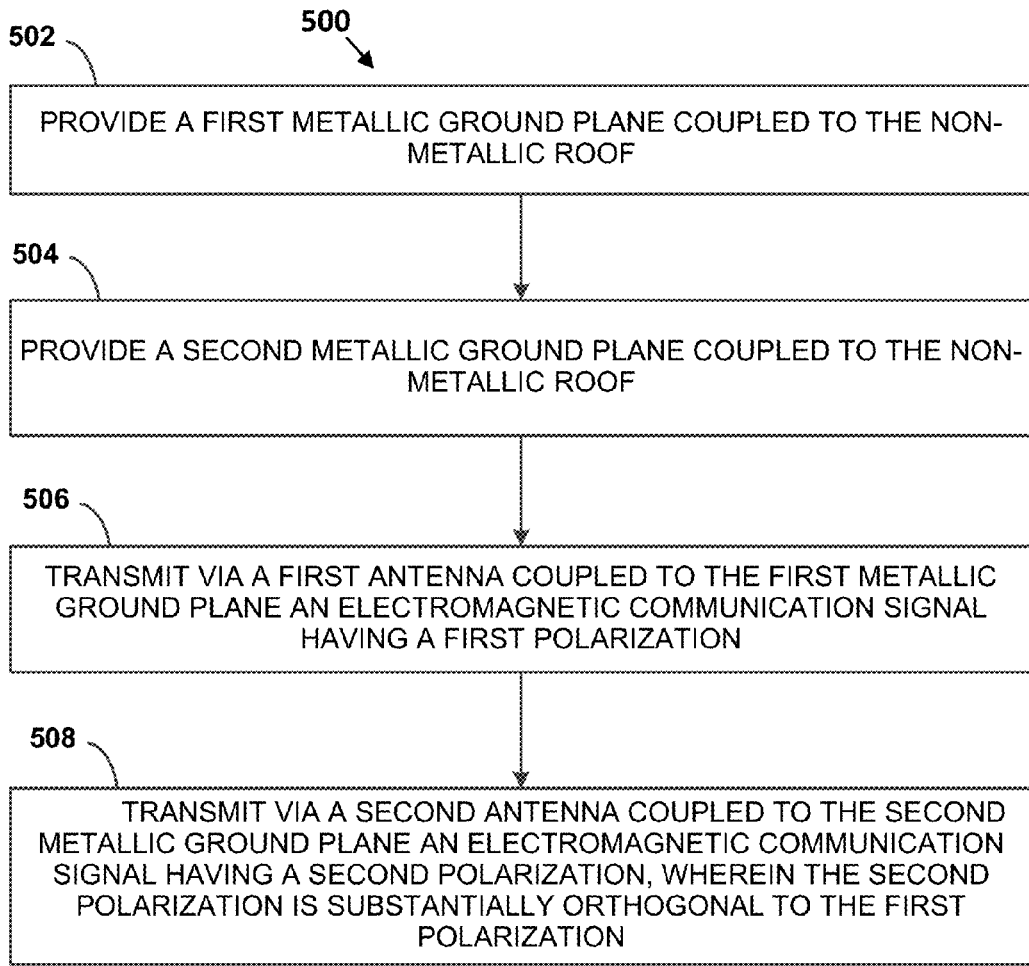 500
502
PROVIDE A FIRST METALLIC GROUND PLANE COUPLED TO THE NON-
METALLIC ROOF
504
PROVIDE A SECOND METALLIC GROUND PLANE COUPLED TO THE NON-
METALLIC ROOF
506
TRANSMIT VIA A FIRST ANTENNA COUPLED TO THE FIRST METALLIC
GROUND PLANE AN ELECTROMAGNETIC COMMUNICATION SIGNAL
HAVING A FIRST POLARIZATION
508
TRANSMIT VIA A SECOND ANTENNA COUPLED TO THE SECOND
METALLIC GROUND PLANE AN ELECTROMAGNETIC COMMUNICATION
SIGNAL HAVING A SECOND POLARIZATION, WHEREIN THE SECOND
POLARIZATION IS SUBSTANTIALLY ORTHOGONAL TO THE FIRST
POLARIZATION